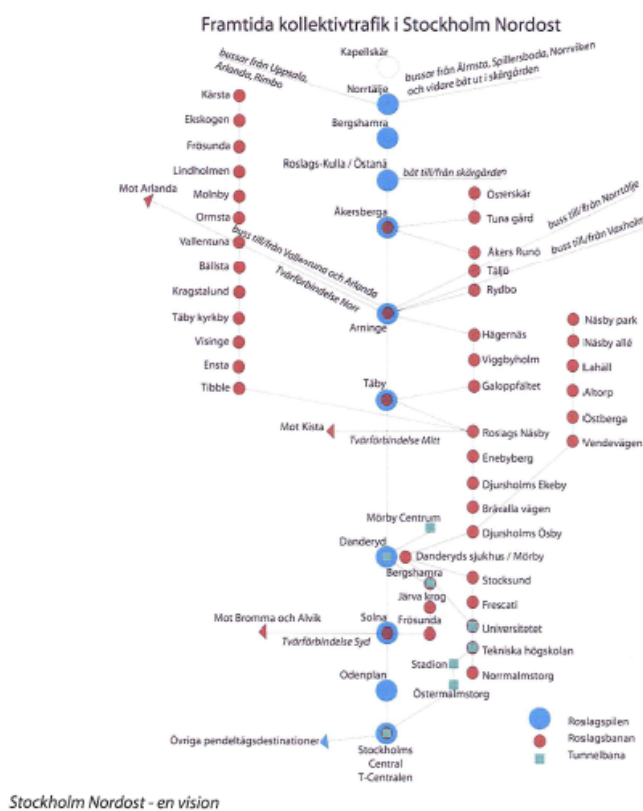 Framtida kollektivtrafik i Stockholm Nordost
Kapellskär
bussar från Uppsala,
Arlanda, Rimbo
bussar från Älmsta, Spillersboda, Norrviken
och vidare båt ut i skärgården
Norrtälje
Bergshamra
Roslags-Kulla / Östanå
båt till/från skärgården
Åkersberga
Österskär
Tuna gård
Åkers Runö
Täljö
Rydbo
buss till/från Norrtälje
buss till/från Vaxholm
Kårsta
Ekskogen
Frösunda
Lindholmen
Mot Arlanda
Molnby
Ormsta
Vallentuna
Bällsta
Kragstalund
Täby kyrkby
Visinge
Ensta
Tibble
buss till/från Vallentuna och Arlanda
Tvärförbindelse Norr
Arninge
Hägernäs
Viggbyholm
Galoppfältet
Täby
Näsby park
Näsby allé
Lahäll
Altorp
Östberga
Vendevägen
Mot Kista
Tvärförbindelse Mitt
Roslags Näsby
Enebyberg
Djursholms Ekeby
Bråvalla vägen
Djursholms Ösby
Mörby Centrum
Danderyd
Danderyds sjukhus / Mörby
Bergshamra
Stocksund
Järva krog
Frescati
Mot Bromma och Alvik
Solna
Frösunda
Tvärförbindelse Syd
Universitetet
Tekniska högskolan
Stadion
Norrmalmstorg
Odenplan
Östermalmstorg
Övriga pendeltågsdestinationer
Stockholms
Central
T-Centralen
Roslagspilen
Roslagsbanan
Tunnelbana
Stockholm Nordost - en vision